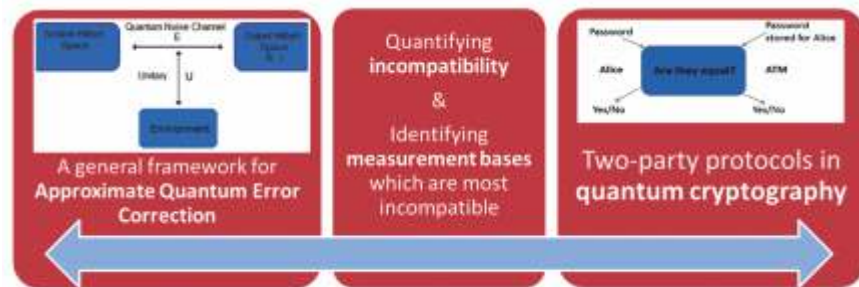 Quantum Noise Channel
E
Unitary
U
Environment
A general framework for
Approximate Quantum Error
Correction
Quantifying
incompatibility
&
Identifying
measurement bases
which are most
incompatible
Password
Password
stored for Alice
Alice
Are they equal?
ATM
Yes/No
Yes/No
Two-party protocols in
quantum cryptography